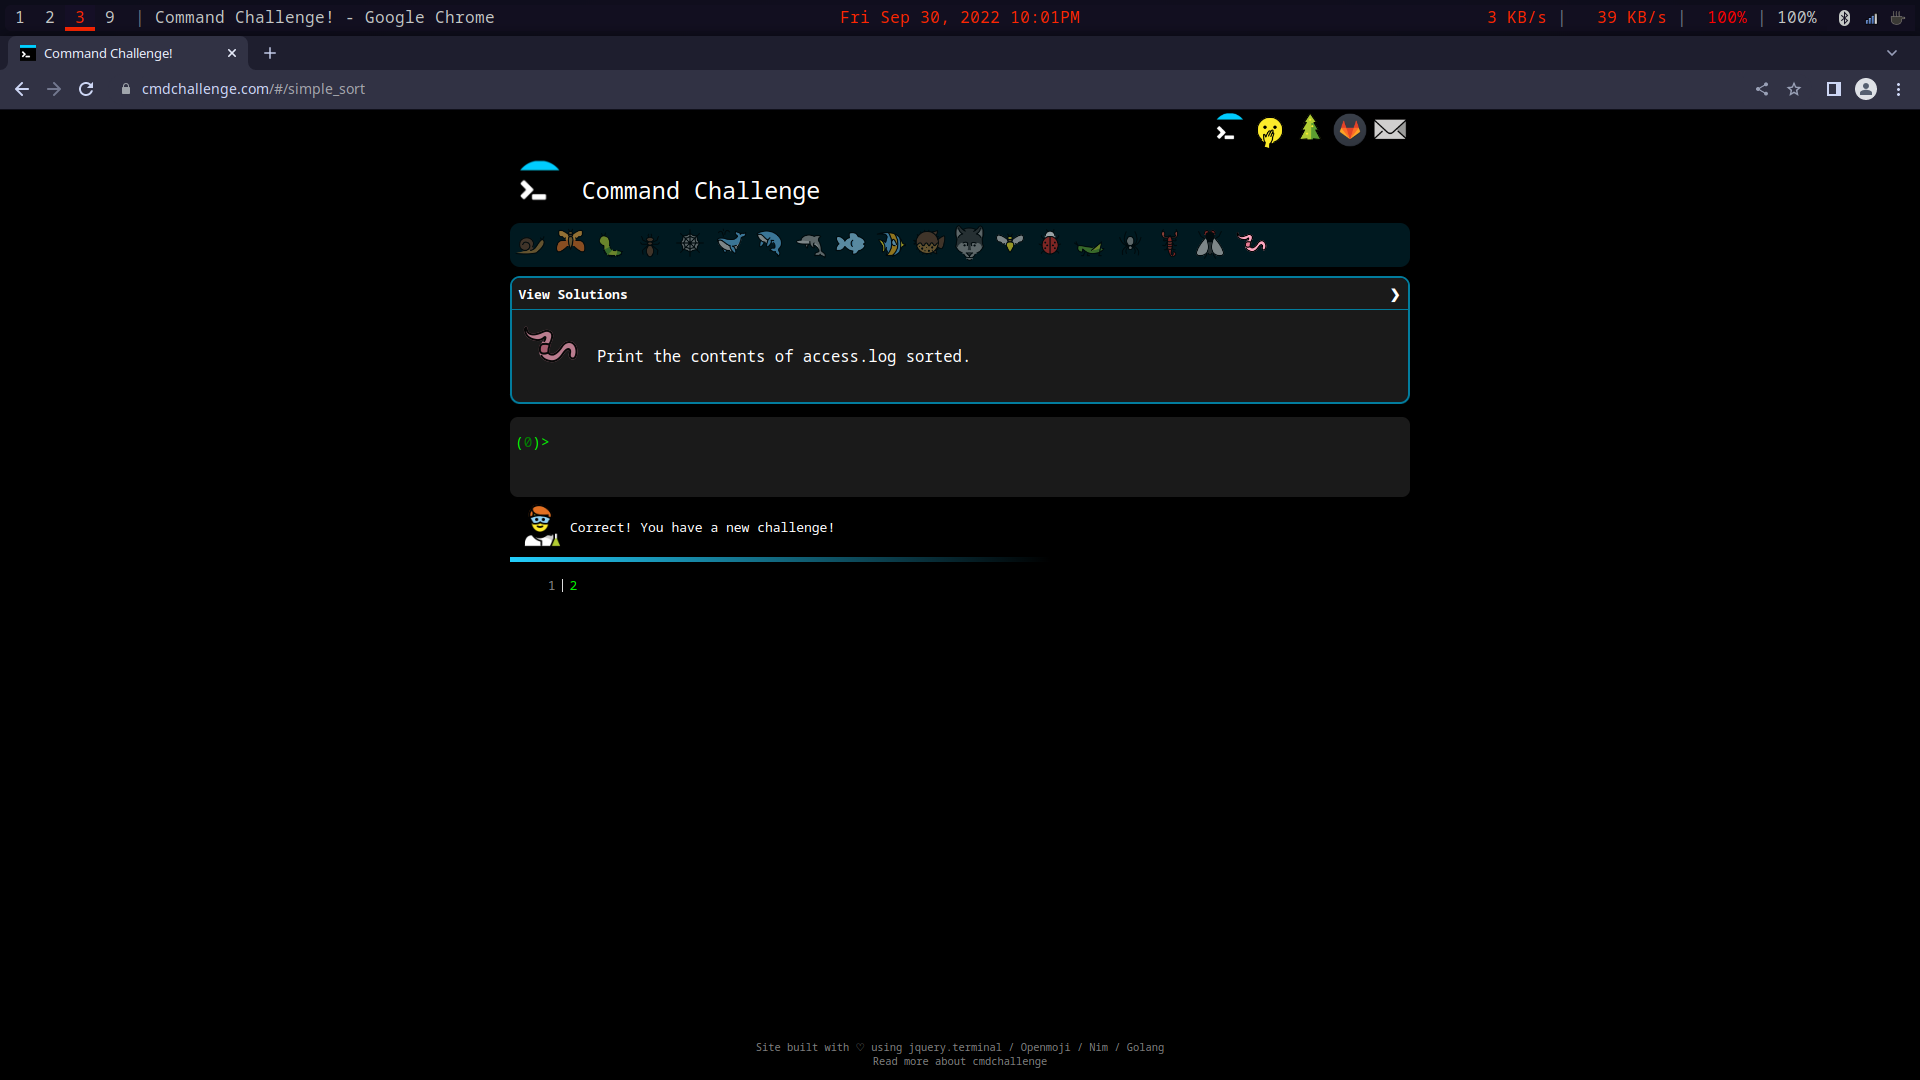 1 2 3 9 | Command Challenge! - Google Chrome Fri Sep 30, 2022 10:01PM 3 KB/s | 39 KB/s | 100% | 100%
Command Challenge!
cmdchallenge.com/#/simple_sort
Command Challenge
View Solutions ❯
Print the contents of access.log sorted.
(0)>
Correct! You have a new challenge!
1 | 2
Site built with ♡ using jquery.terminal / Openmoji / Nim / Golang
Read more about cmdchallenge